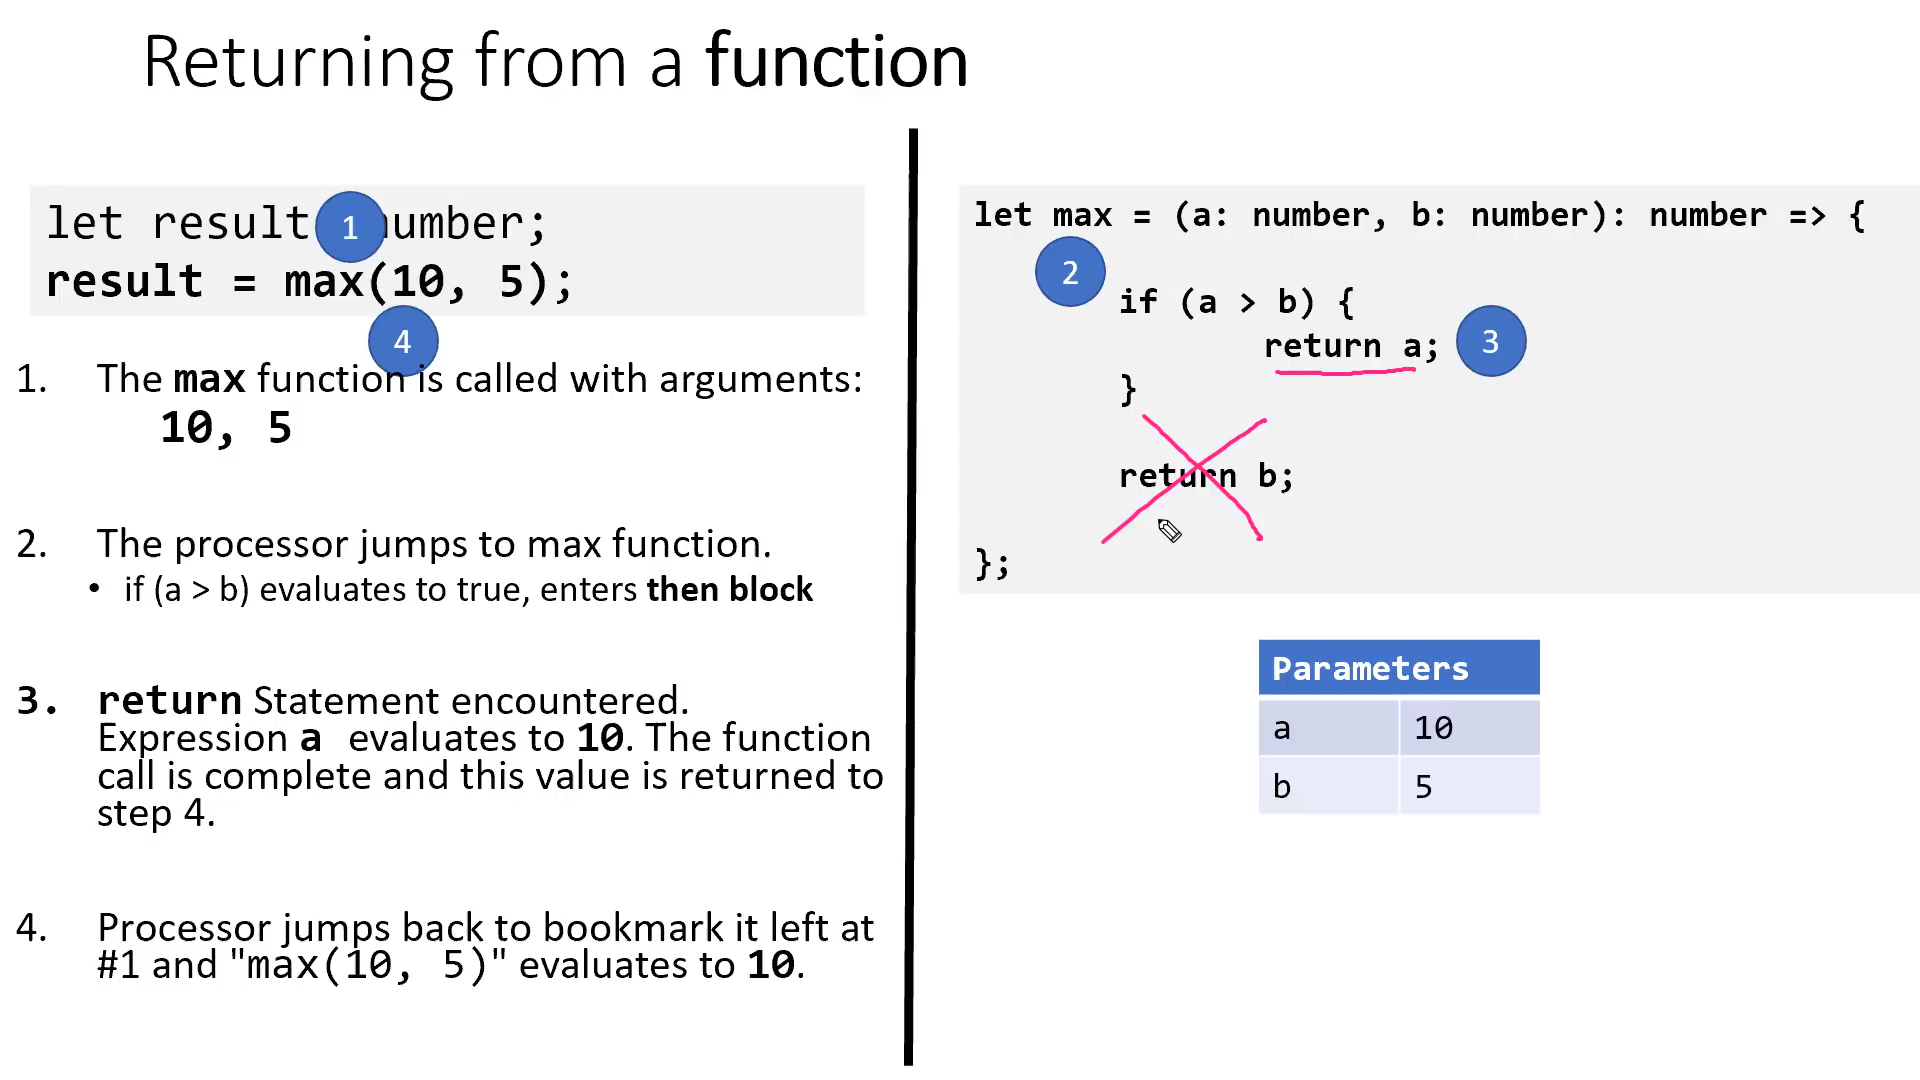 Returning from a function
let result number;
result = max(10, 5);
1
4
1. The max function is called with arguments:
10, 5
2. The processor jumps to max function.
• if (a > b) evaluates to true, enters then block
3. return Statement encountered.
Expression a evaluates to 10. The function
call is complete and this value is returned to
step 4.
4. Processor jumps back to bookmark it left at
#1 and "max(10, 5)" evaluates to 10.
let max = (a: number, b: number): number => {
2
if (a > b) {
return a;
3
}
return b;
};
Parameters
a 10
b 5